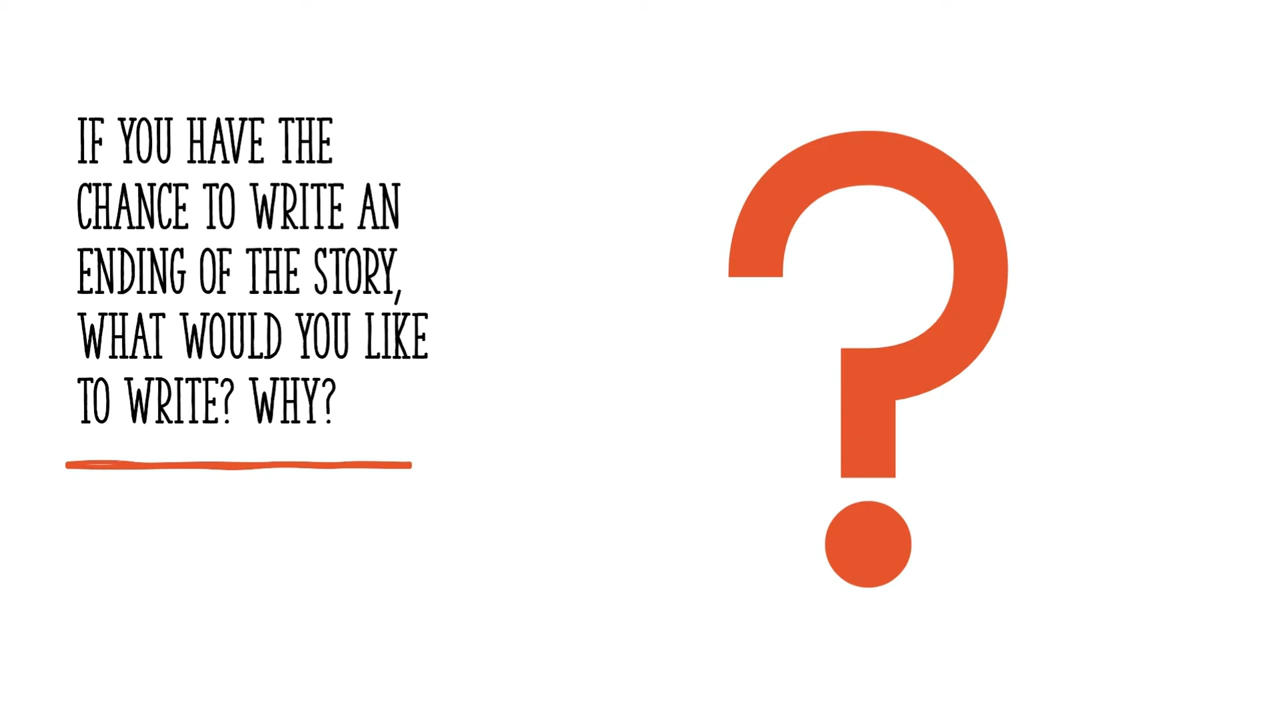 IF YOU HAVE THE
CHANCE TO WRITE AN
ENDING OF THE STORY,
WHAT WOULD YOU LIKE
TO WRITE? WHY?
?